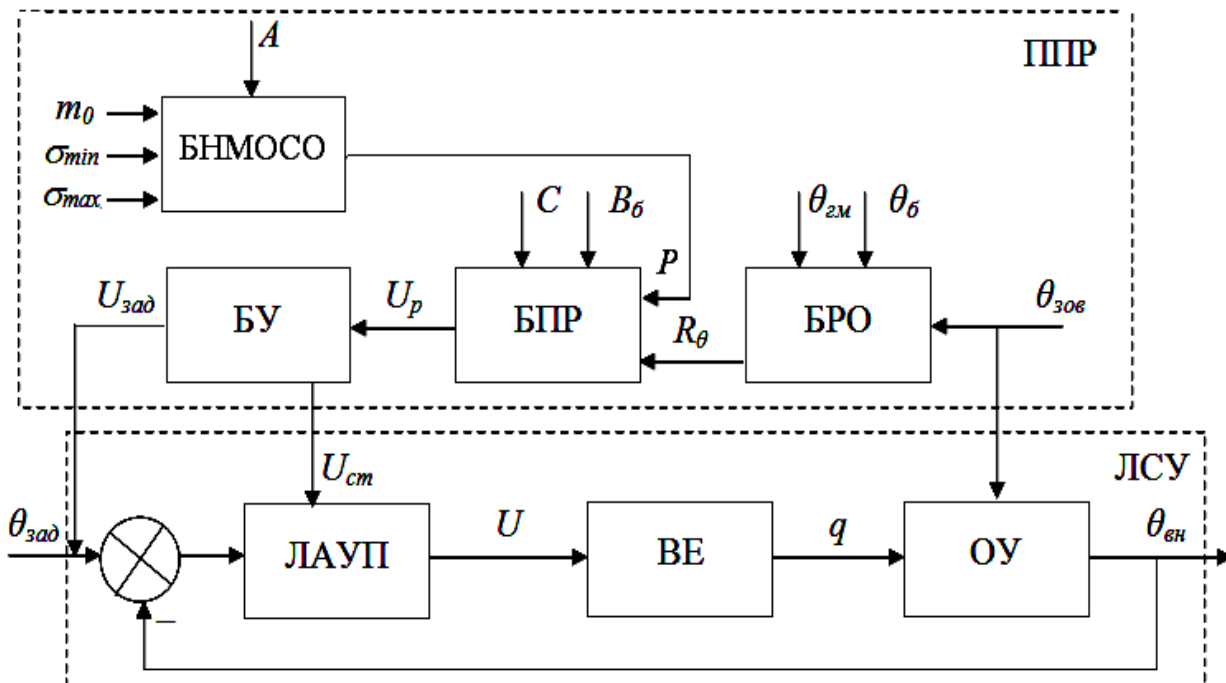 A
ППР
m₀
БНМОСО
σmin
σmax
C
Bб
θгм
θб
P
Uзад
БУ
Up
БПР
БРО
θзов
Rθ
ЛСУ
Uст
θзад
ЛАУП
U
ВЕ
q
ОУ
θвн
−